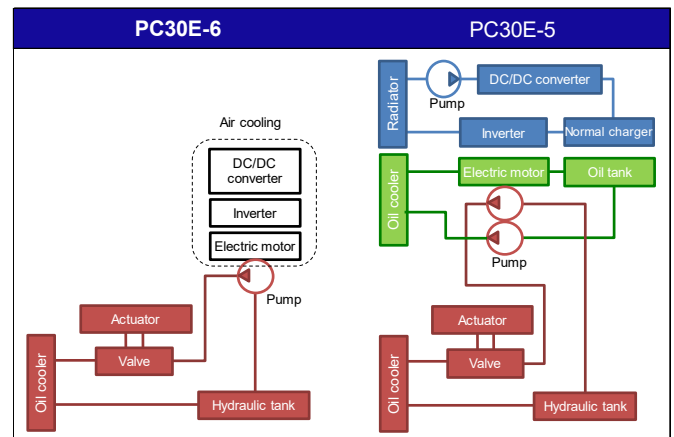 PC30E-6
PC30E-5
Air cooling
DC/DC
converter
Inverter
Electric motor
Pump
Actuator
Valve
Oil cooler
Hydraulic tank
Radiator
Pump
DC/DC converter
Inverter
Normal charger
Oil cooler
Electric motor
Oil tank
Pump
Actuator
Valve
Oil cooler
Hydraulic tank